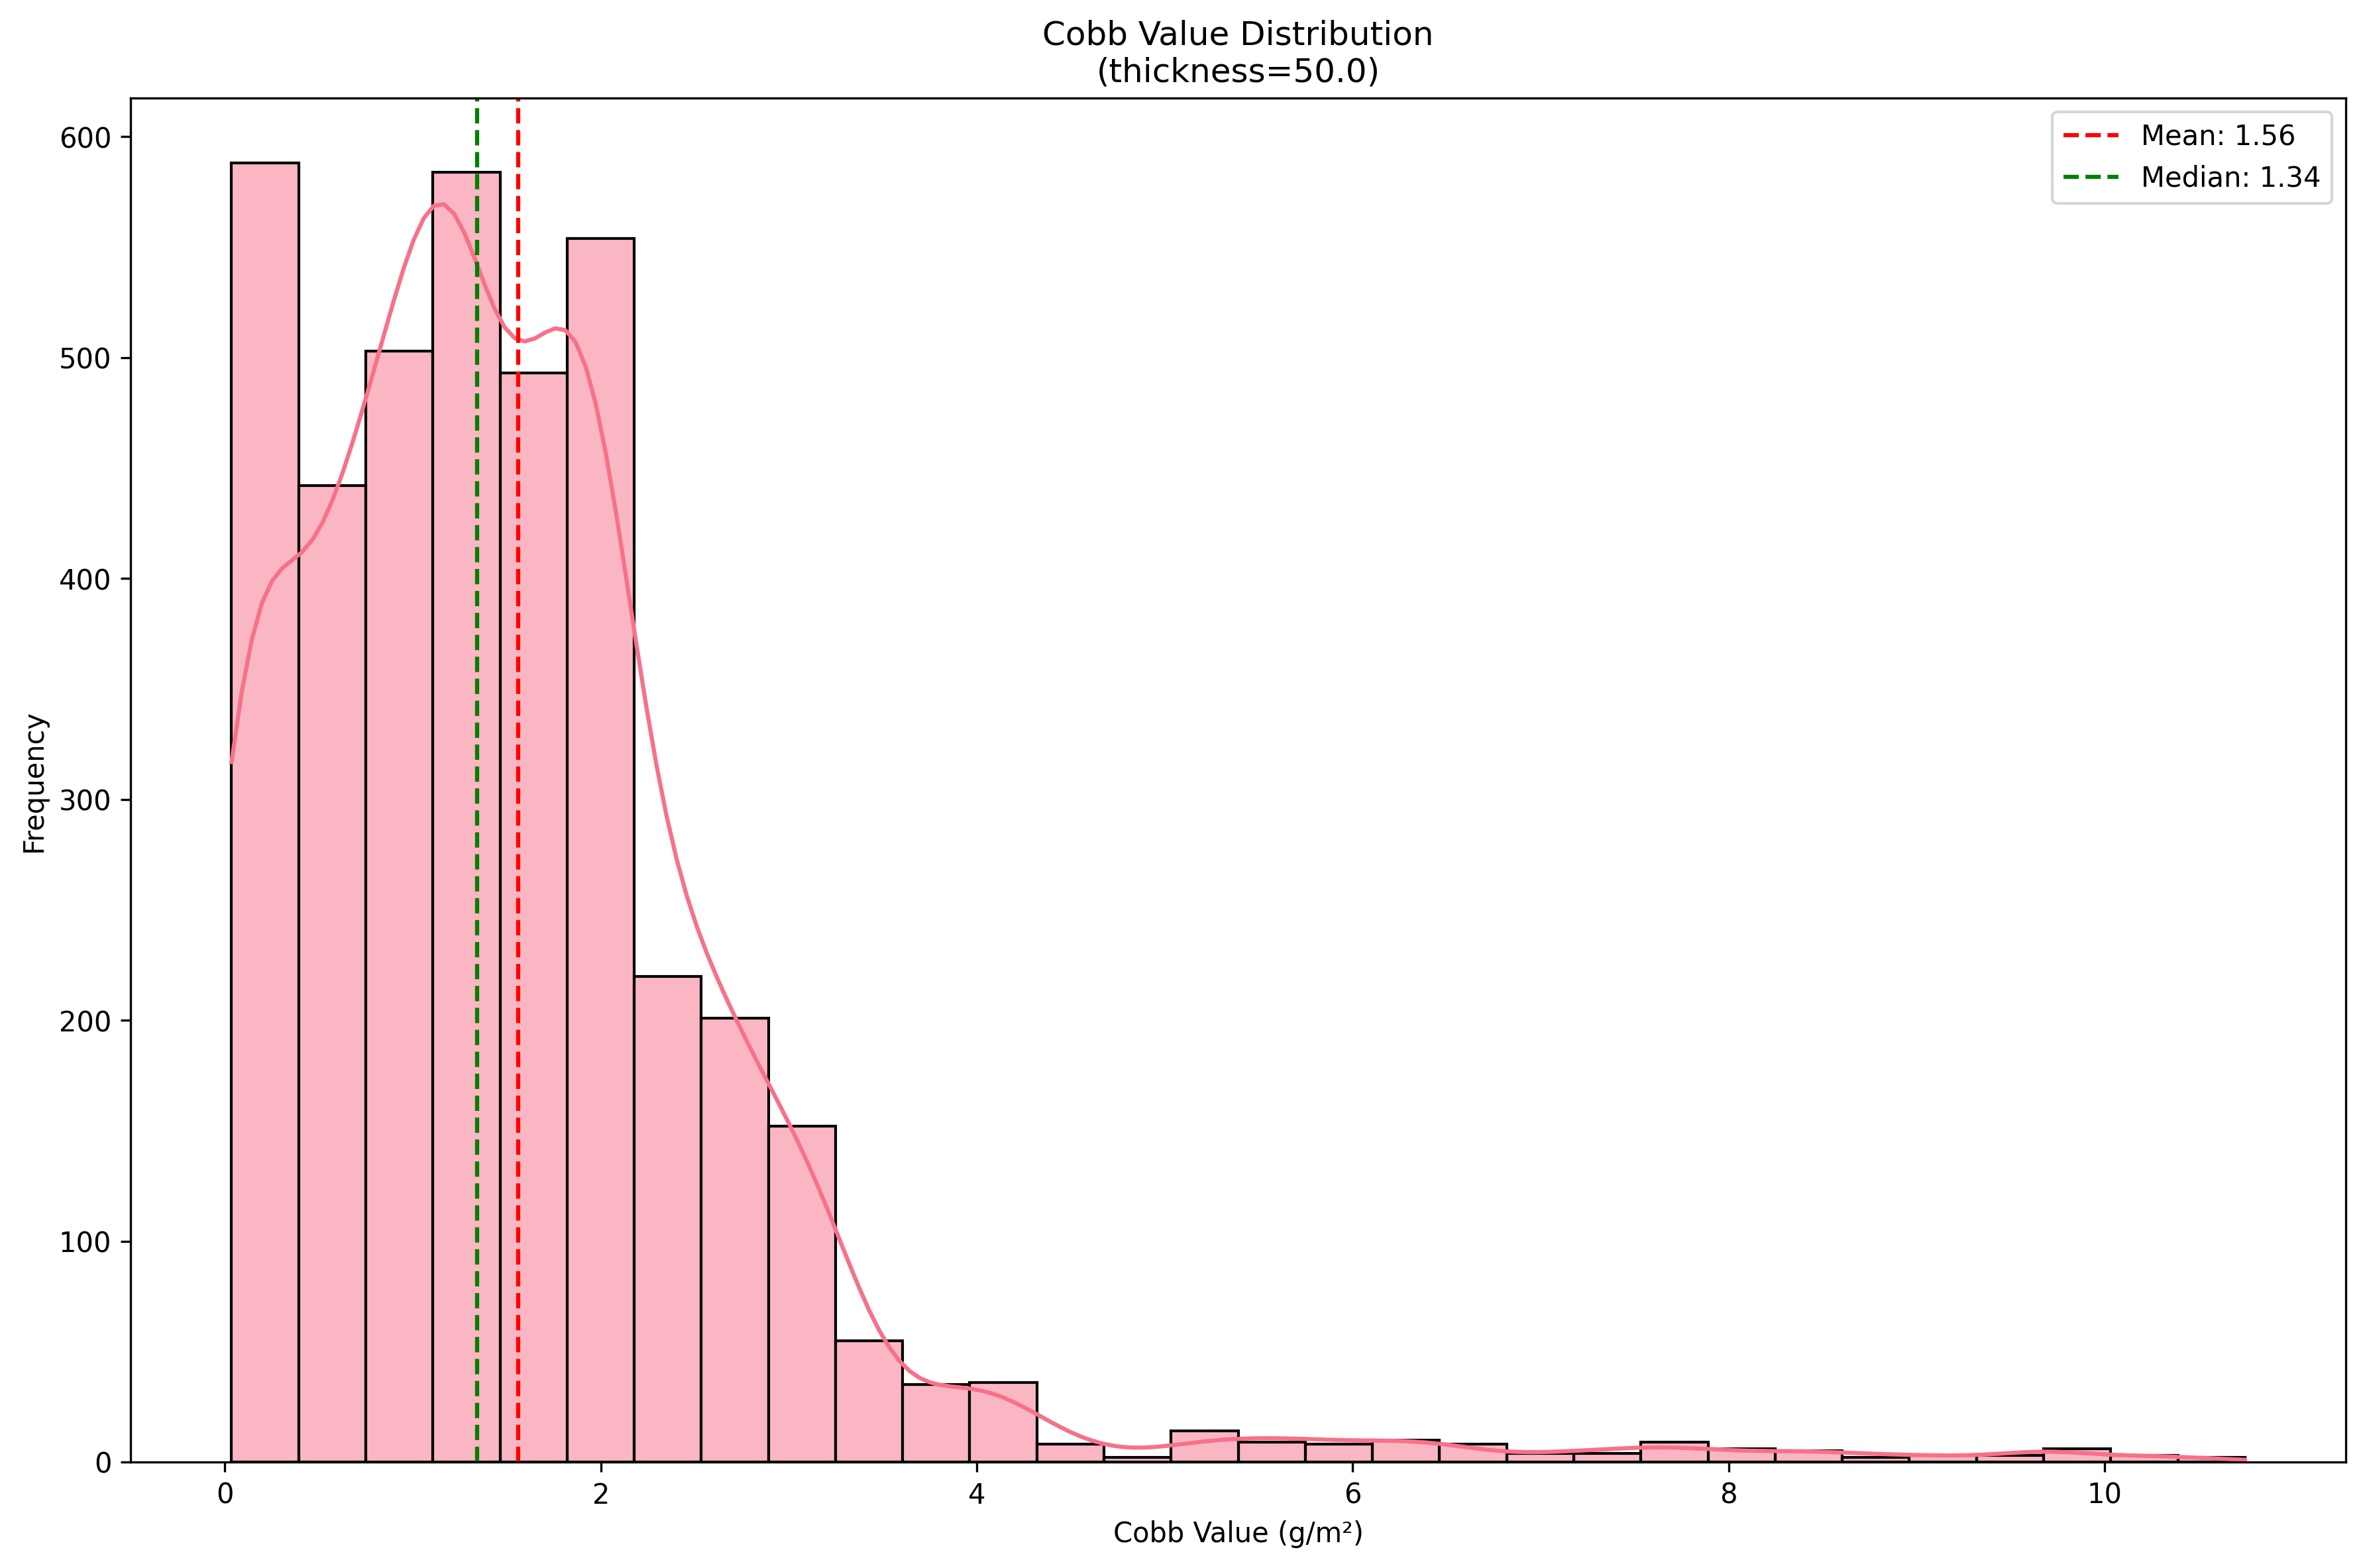 Cobb Value Distribution
(thickness=50.0)
Mean: 1.56
Median: 1.34
600
500
400
300
200
100
0
Frequency
0 2 4 6 8 10
Cobb Value (g/m²)